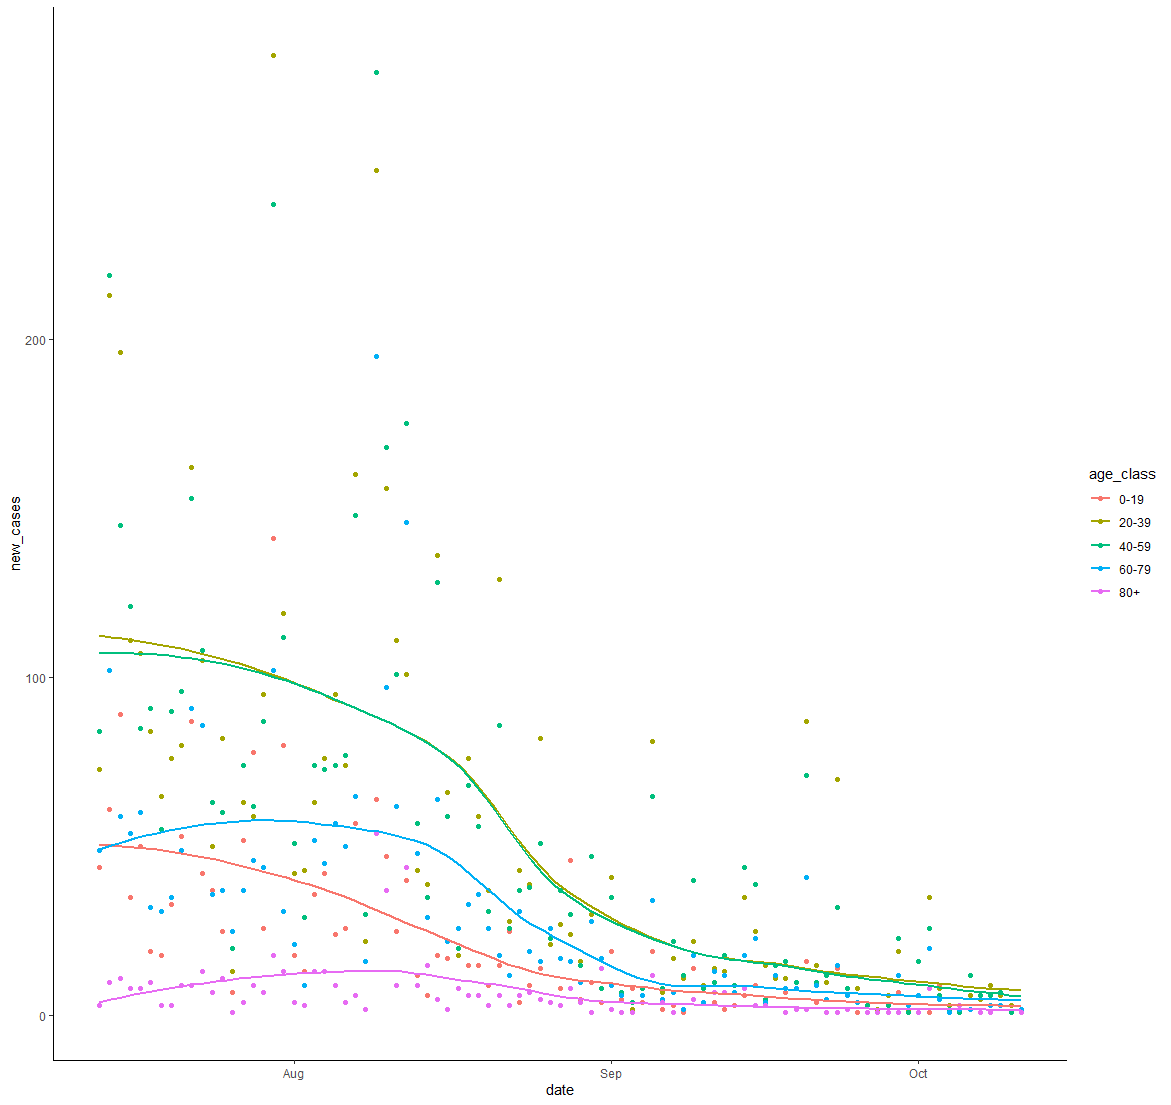 new_cases
200
100
0
Aug
Sep
Oct
date
age_class
0-19
20-39
40-59
60-79
80+